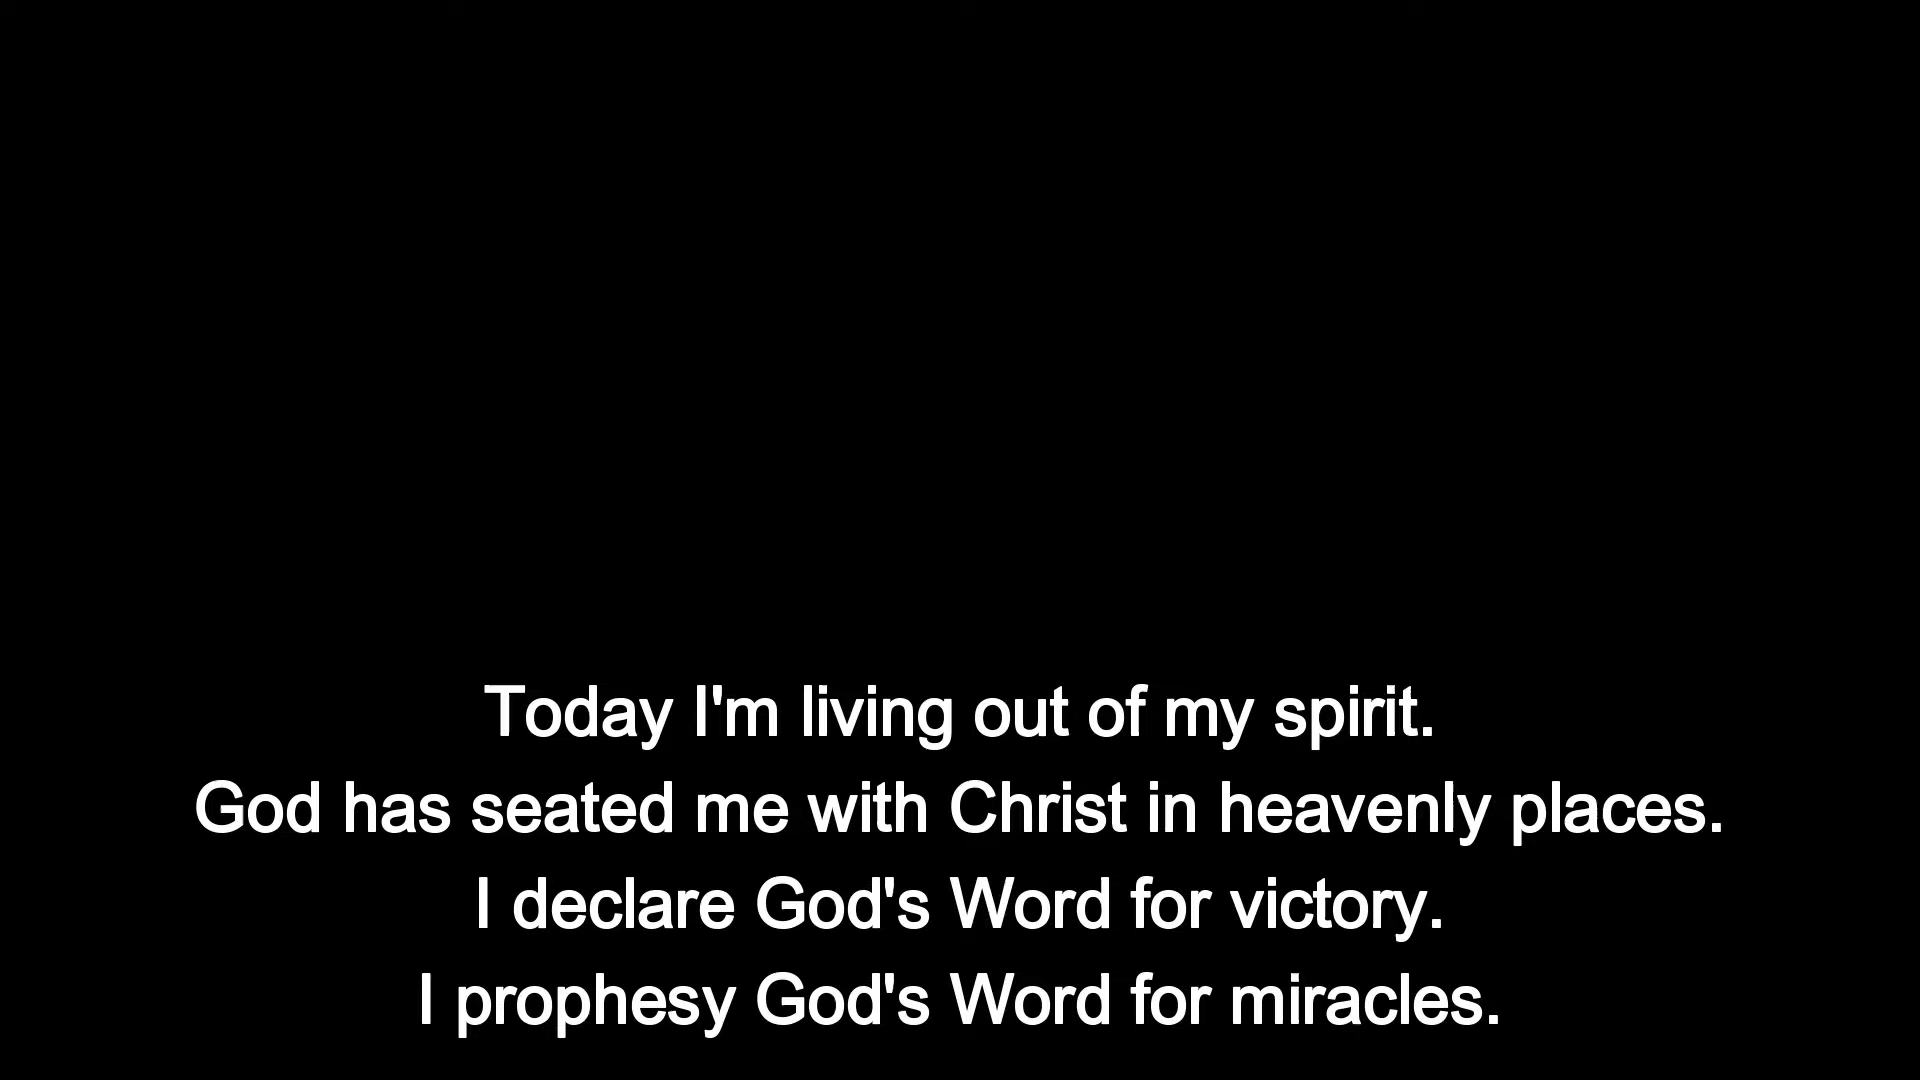 Today I'm living out of my spirit.
God has seated me with Christ in heavenly places.
I declare God's Word for victory.
I prophesy God's Word for miracles.